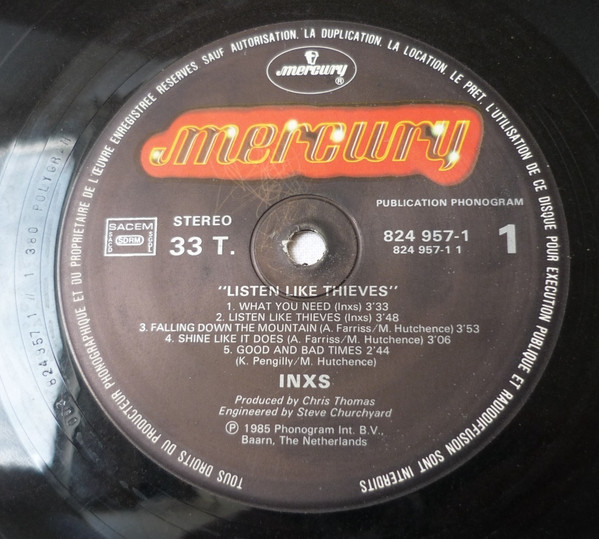 TOUS DROITS DU PRODUCTEUR PHONOGRAPHIQUE ET DU PROPRIETAIRE DE L'ŒUVRE ENREGISTREE RESERVES SAUF AUTORISATION. LA DUPLICATION. LA LOCATION. LE PRET. L'UTILISATION DE CE DISQUE POUR EXECUTION PUBLIQUE ET RADIODIFFUSION SONT INTERDITS
mercury ®
mercury
PUBLICATION PHONOGRAM
SACEM
SDRM
STEREO
33 T.
824 957-1
824 957-1 1
1
"LISTEN LIKE THIEVES"
1. WHAT YOU NEED (Inxs) 3'33
2. LISTEN LIKE THIEVES (Inxs) 3'48
3. FALLING DOWN THE MOUNTAIN (A. Farriss/M. Hutchence) 3'53
4. SHINE LIKE IT DOES (A. Farriss/M. Hutchence) 3'06
5. GOOD AND BAD TIMES 2'44
(K. Pengilly/M. Hutchence)
INXS
Produced by Chris Thomas
Engineered by Steve Churchyard
Ⓟ 1985 Phonogram Int. B.V.,
Baarn, The Netherlands